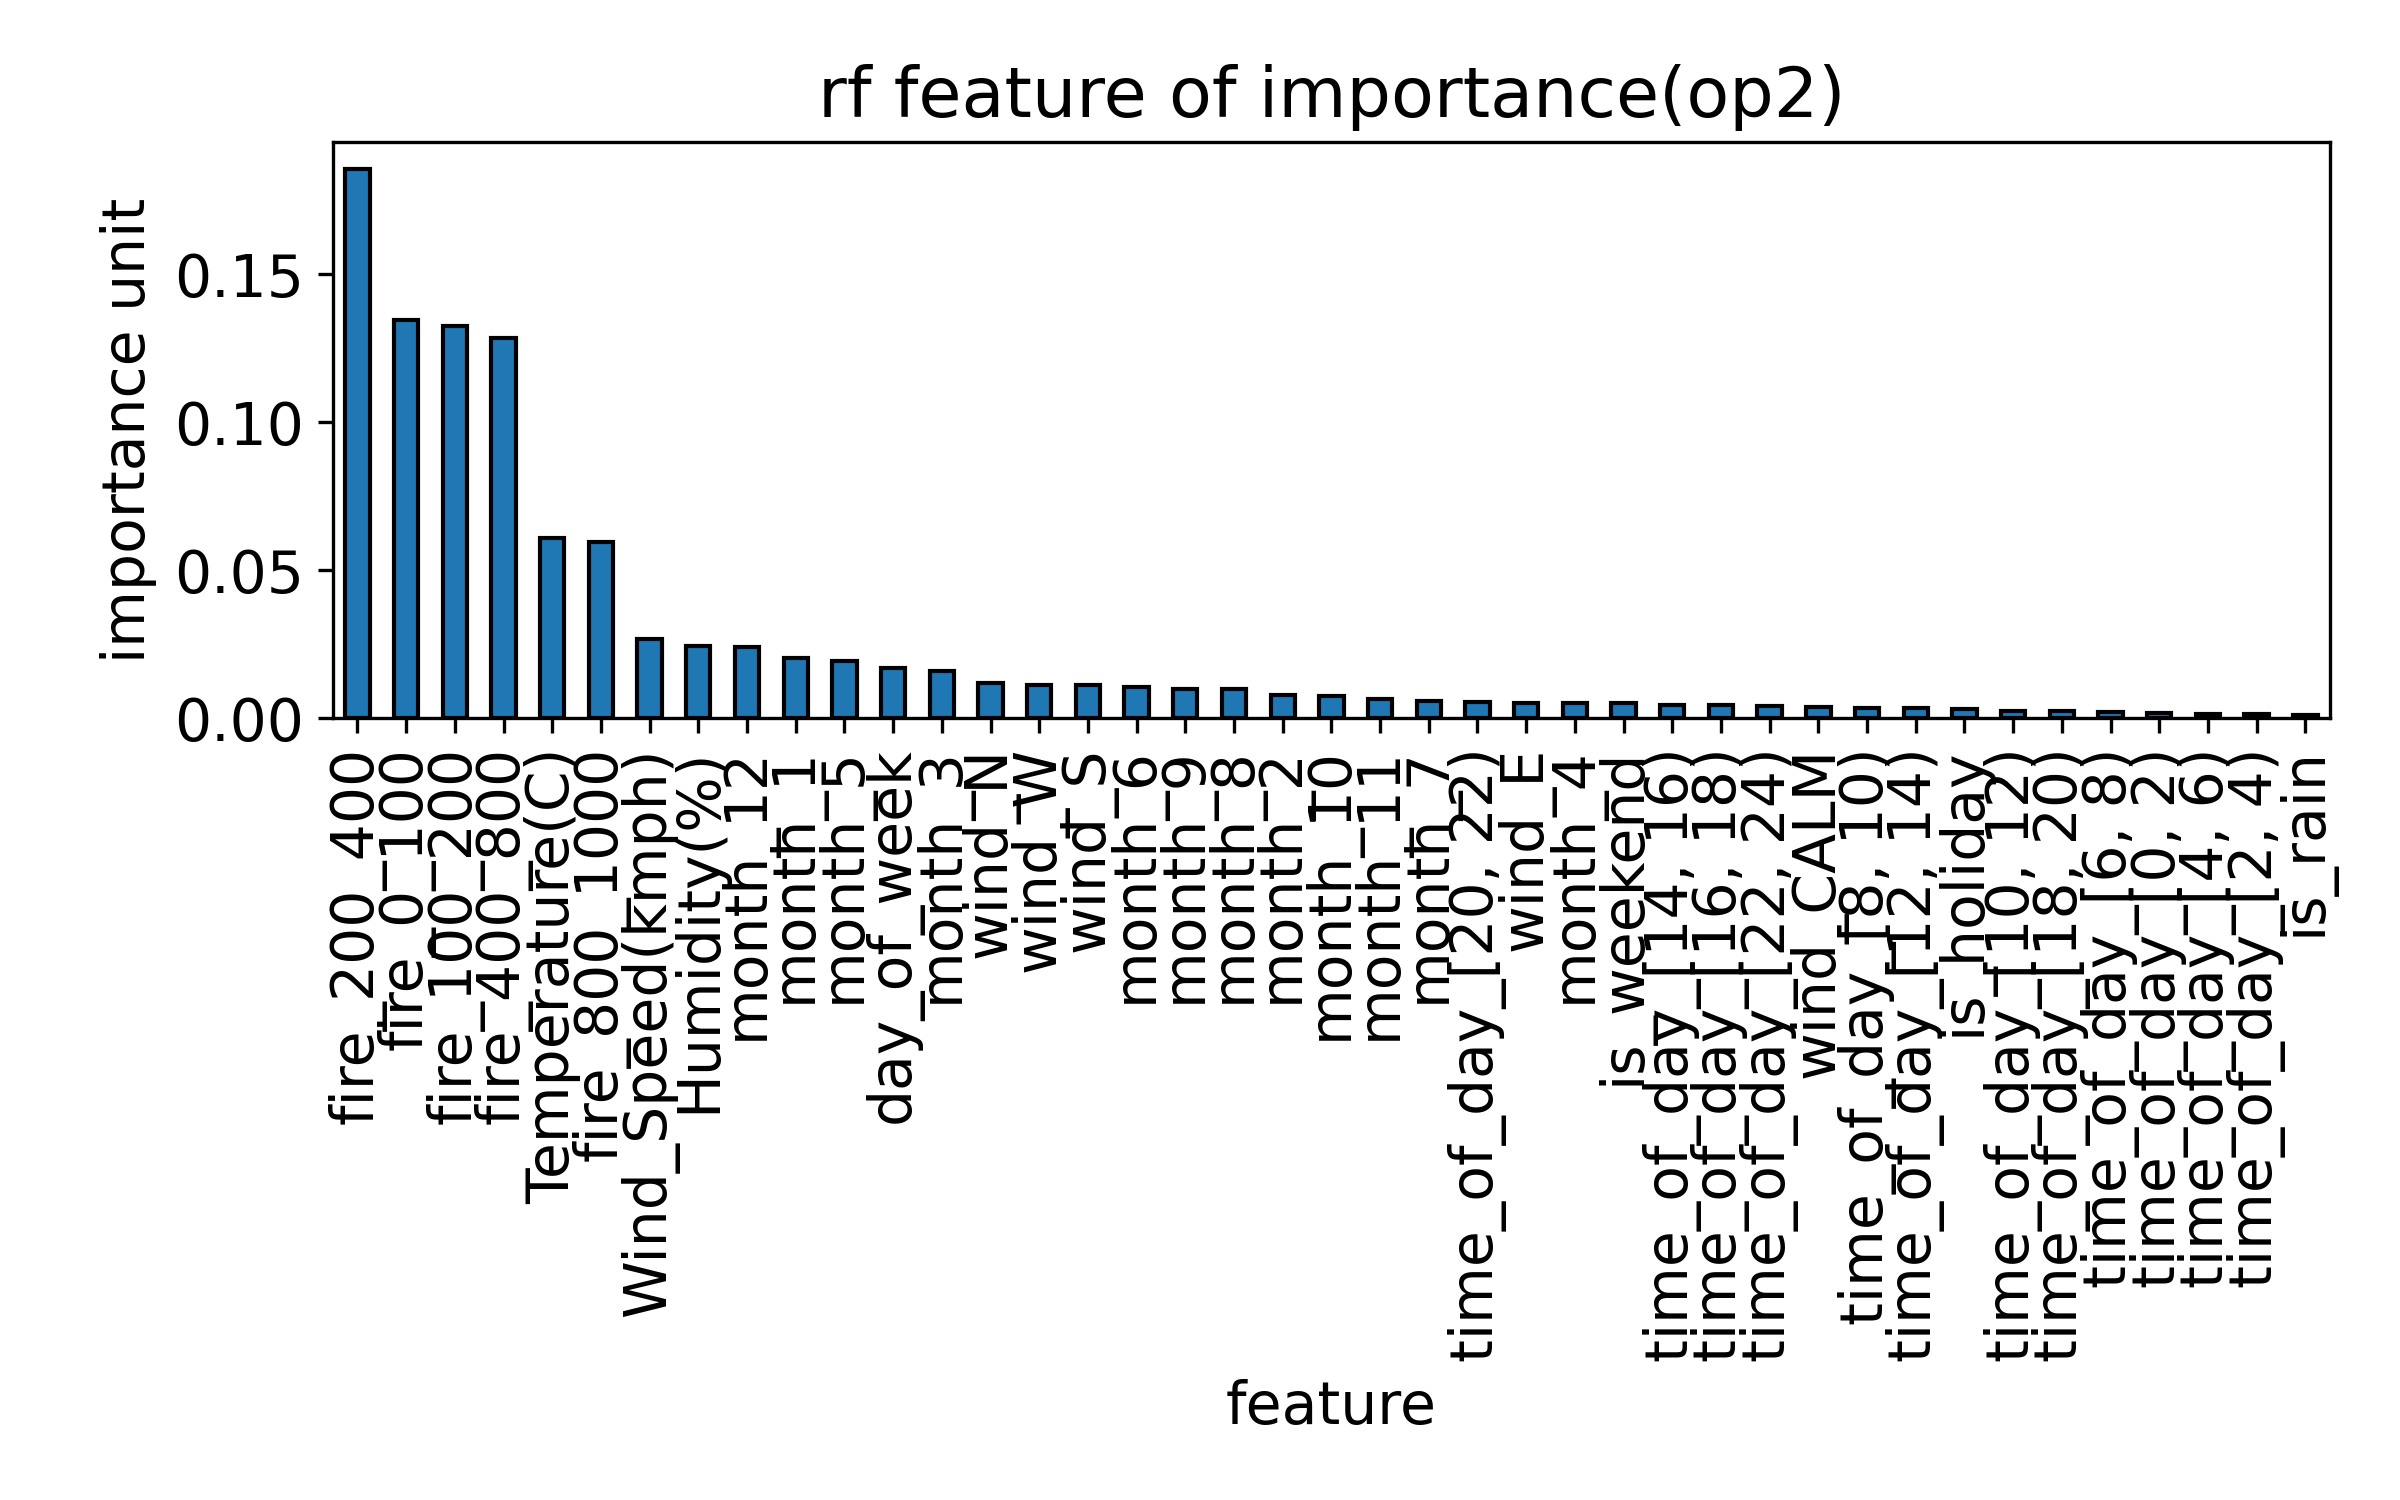 rf feature of importance(op2)
importance unit
0.15
0.10
0.05
0.00
fire_200_400
fire_0_100
fire_100_200
fire_400_800
Temperature(C)
fire_800_1000
Wind_Speed(kmph)
Humidity(%)
month_12
month_1
month_5
day_of_week
month_3
wind_N
wind_W
wind_S
month_6
month_9
month_8
month_2
month_10
month_11
month_7
time_of_day_[20, 22)
wind_E
month_4
is_weekend
time_of_day_[14, 16)
time_of_day_[16, 18)
time_of_day_[22, 24)
wind_CALM
time_of_day_[8, 10)
time_of_day_[12, 14)
is_holiday
time_of_day_[10, 12)
time_of_day_[18, 20)
time_of_day_[6, 8)
time_of_day_[0, 2)
time_of_day_[4, 6)
time_of_day_[2, 4)
is_rain
feature